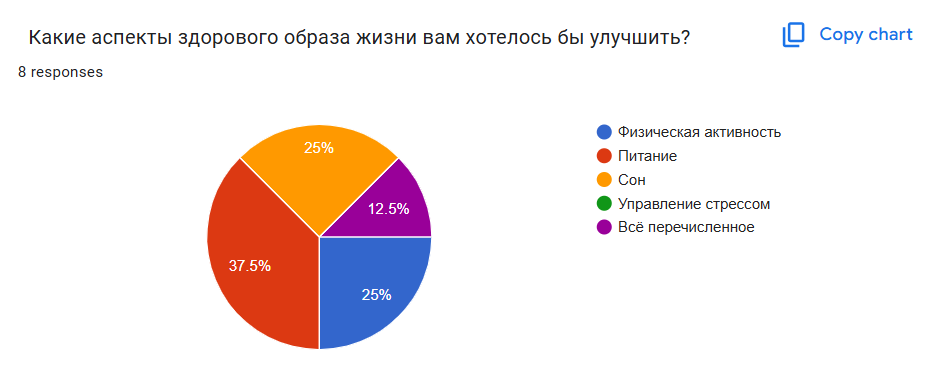 Какие аспекты здорового образа жизни вам хотелось бы улучшить?
Copy chart
8 responses
25%
12.5%
37.5%
25%
Физическая активность
Питание
Сон
Управление стрессом
Всё перечисленное